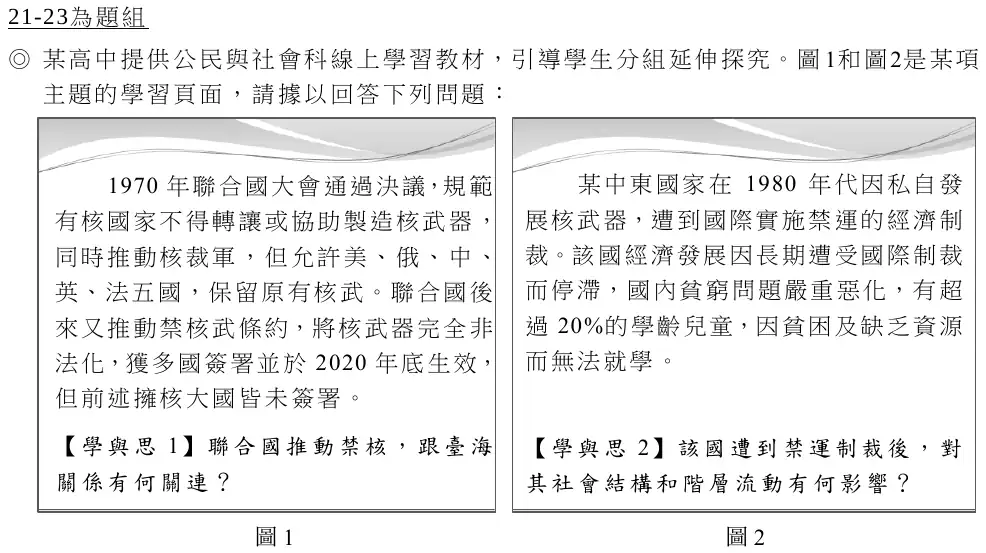 21-23為題組
◎ 某高中提供公民與社會科線上學習教材，引導學生分組延伸探究。圖1和圖2是某項
主題的學習頁面，請據以回答下列問題：
1970 年聯合國大會通過決議，規範
有核國家不得轉讓或協助製造核武器，
同時推動核裁軍，但允許美、俄、中、
英、法五國，保留原有核武。聯合國後
來又推動禁核武條約，將核武器完全非
法化，獲多國簽署並於 2020 年底生效，
但前述擁核大國皆未簽署。
【學與思 1】聯合國推動禁核，跟臺海
關係有何關連？
圖 1
某中東國家在 1980 年代因私自發
展核武器，遭到國際實施禁運的經濟制
裁。該國經濟發展因長期遭受國際制裁
而停滯，國內貧窮問題嚴重惡化，有超
過 20%的學齡兒童，因貧困及缺乏資源
而無法就學。
【學與思 2】該國遭到禁運制裁後，對
其社會結構和階層流動有何影響？
圖 2